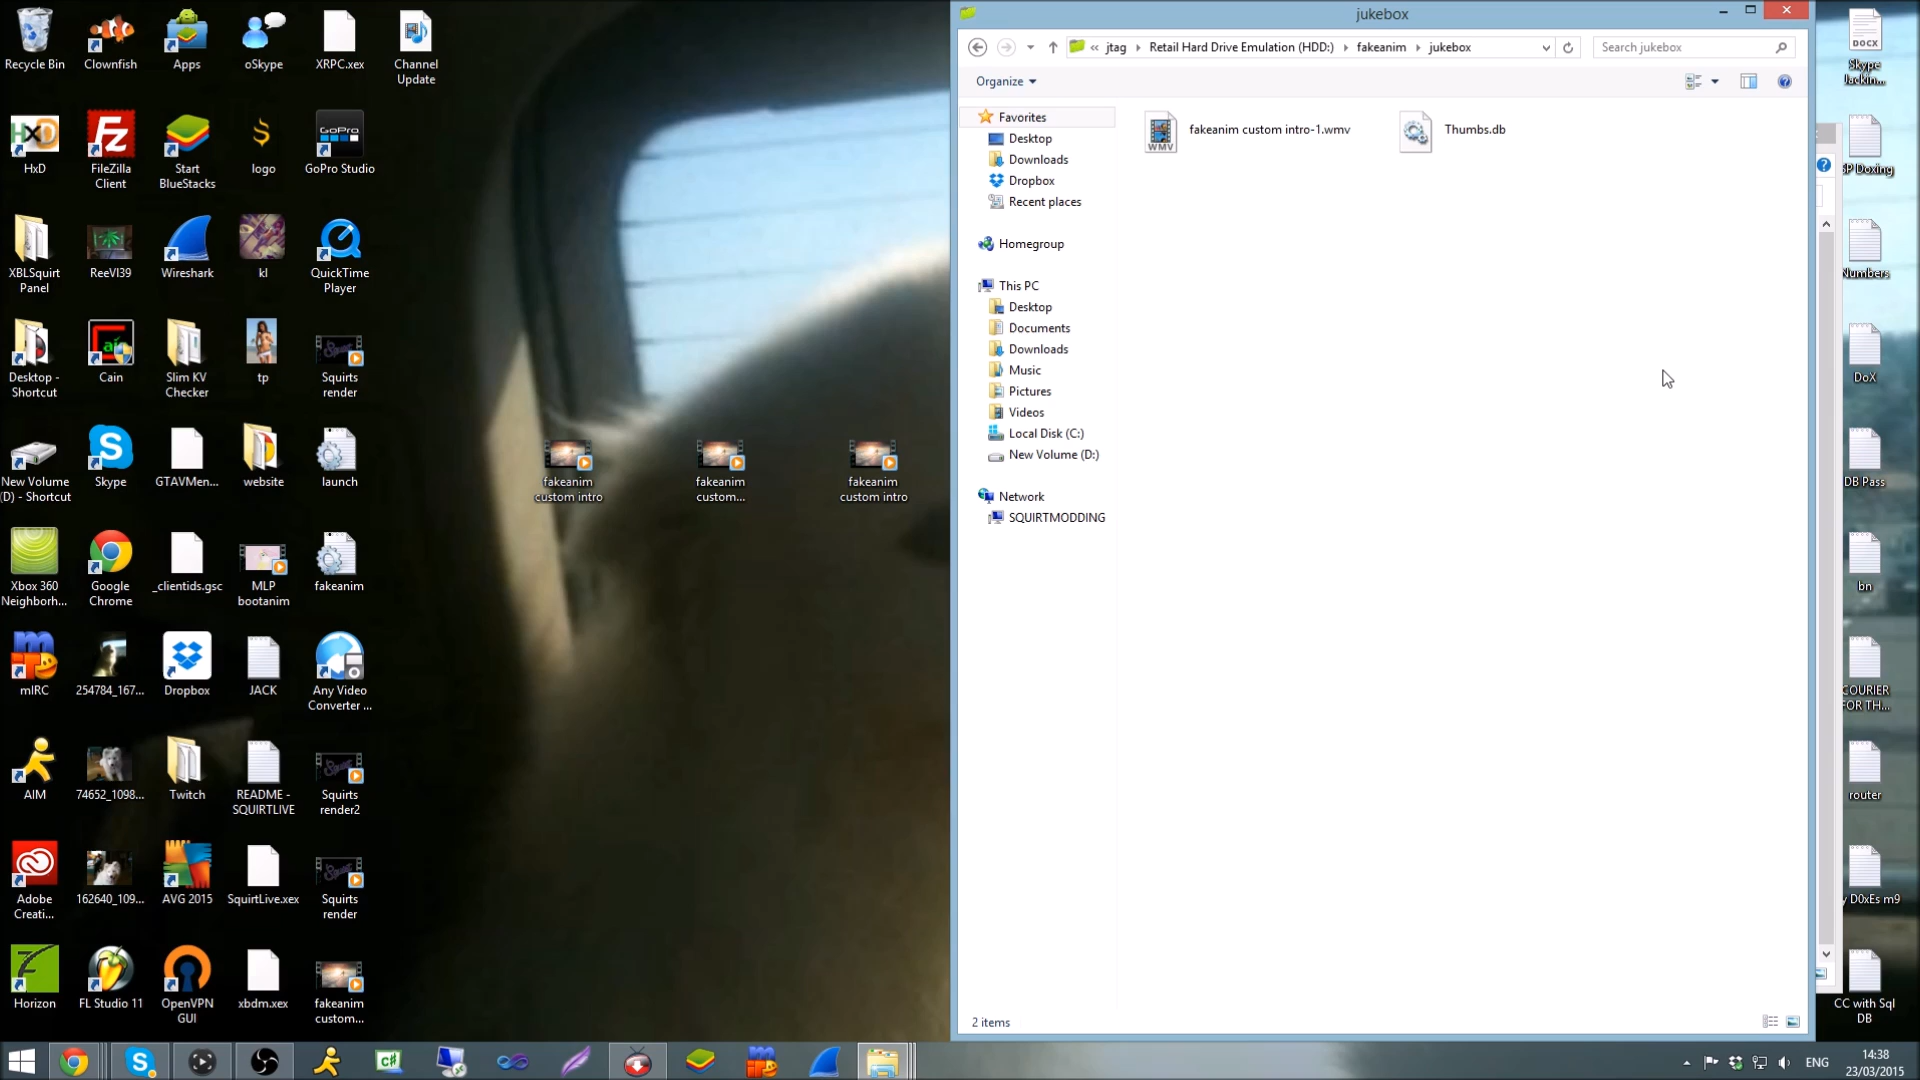 Recycle Bin
Clownfish
Apps
oSkype
XRPC.xex
Channel
Update
HxD
FileZilla
Client
Start
BlueStacks
logo
GoPro Studio
GoPro
XBLSquirt
Panel
ReeVl39
Wireshark
kl
QuickTime
Player
Desktop -
Shortcut
Cain
Slim KV
Checker
tp
Squirts
render
New Volume
(D) - Shortcut
Skype
GTAVMen...
website
launch
Xbox 360
Neighborh...
Google
Chrome
_clientids.gsc
MLP
bootanim
fakeanim
mIRC
254784_167...
Dropbox
JACK
Any Video
Converter ...
AIM
74652_1098...
Twitch
README -
SQUIRTLIVE
Squirts
render2
Adobe
Creati...
162640_109...
AVG 2015
SquirtLive.xex
Squirts
render
Horizon
FL Studio 11
OpenVPN
GUI
xbdm.xex
fakeanim
custom...
fakeanim
custom intro
fakeanim
custom...
fakeanim
custom intro
jukebox
« jtag Retail Hard Drive Emulation (HDD:) fakeanim jukebox
Search jukebox
Organize
Favorites
Desktop
Downloads
Dropbox
Recent places
Homegroup
This PC
Desktop
Documents
Downloads
Music
Pictures
Videos
Local Disk (C:)
New Volume (D:)
Network
SQUIRTMODDING
WMV
fakeanim custom intro-1.wmv
Thumbs.db
2 items
DOCX
Skype
Jackin...
SP Doxing
Numbers
DoX
DB Pass
bn
COURIER
FOR TH...
router
y D0xEs m9
CC with Sql
DB
ENG
14:38
23/03/2015